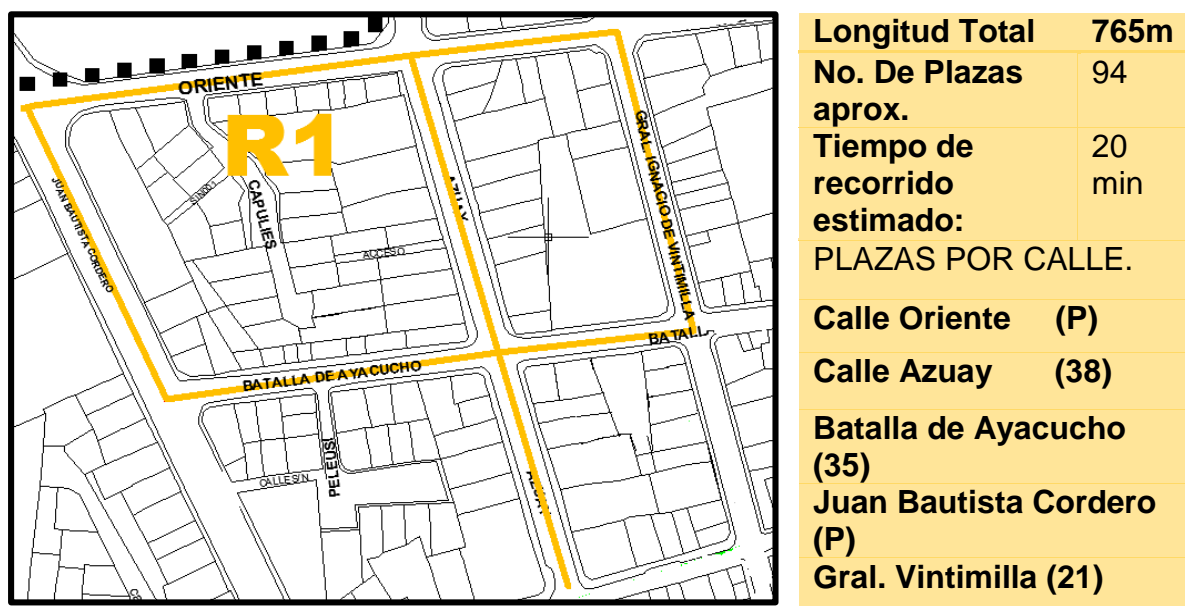 ORIENTE
R1
JUAN BAUTISTA CORDERO
CAPULIES
AZUAY
GRAL. IGNACIO DE VINTIMILLA
ACCESO
BATALLA DE AYACUCHO
BATALL
PELEUSI
CALLE S/N
AZUAY
Longitud Total 765m
No. De Plazas 94
aprox.
Tiempo de 20
recorrido min
estimado:
PLAZAS POR CALLE.
Calle Oriente (P)
Calle Azuay (38)
Batalla de Ayacucho
(35)
Juan Bautista Cordero
(P)
Gral. Vintimilla (21)